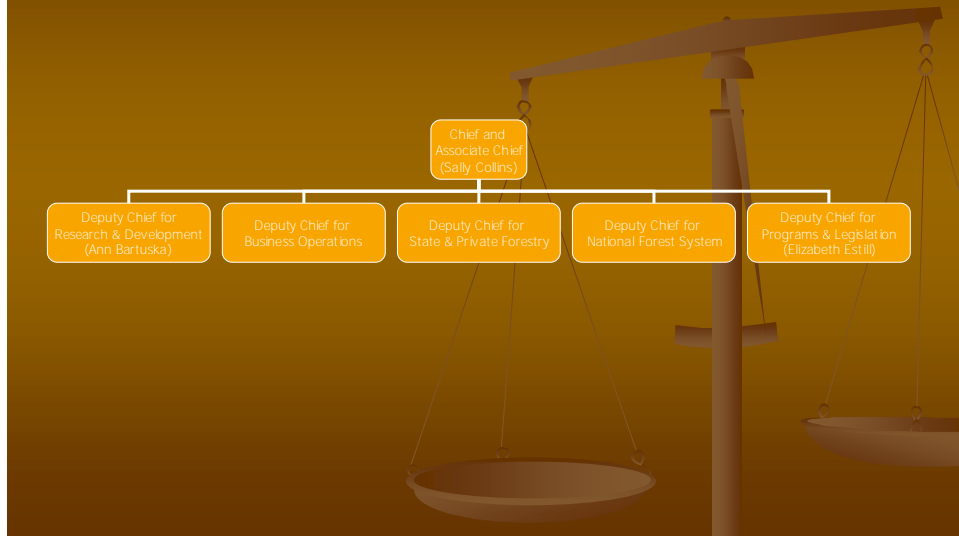 Chief and
Associate Chief
(Sally Collins)
Deputy Chief for
Research & Development
(Ann Bartuska)
Deputy Chief for
Business Operations
Deputy Chief for
State & Private Forestry
Deputy Chief for
National Forest System
Deputy Chief for
Programs & Legislation
(Elizabeth Estill)